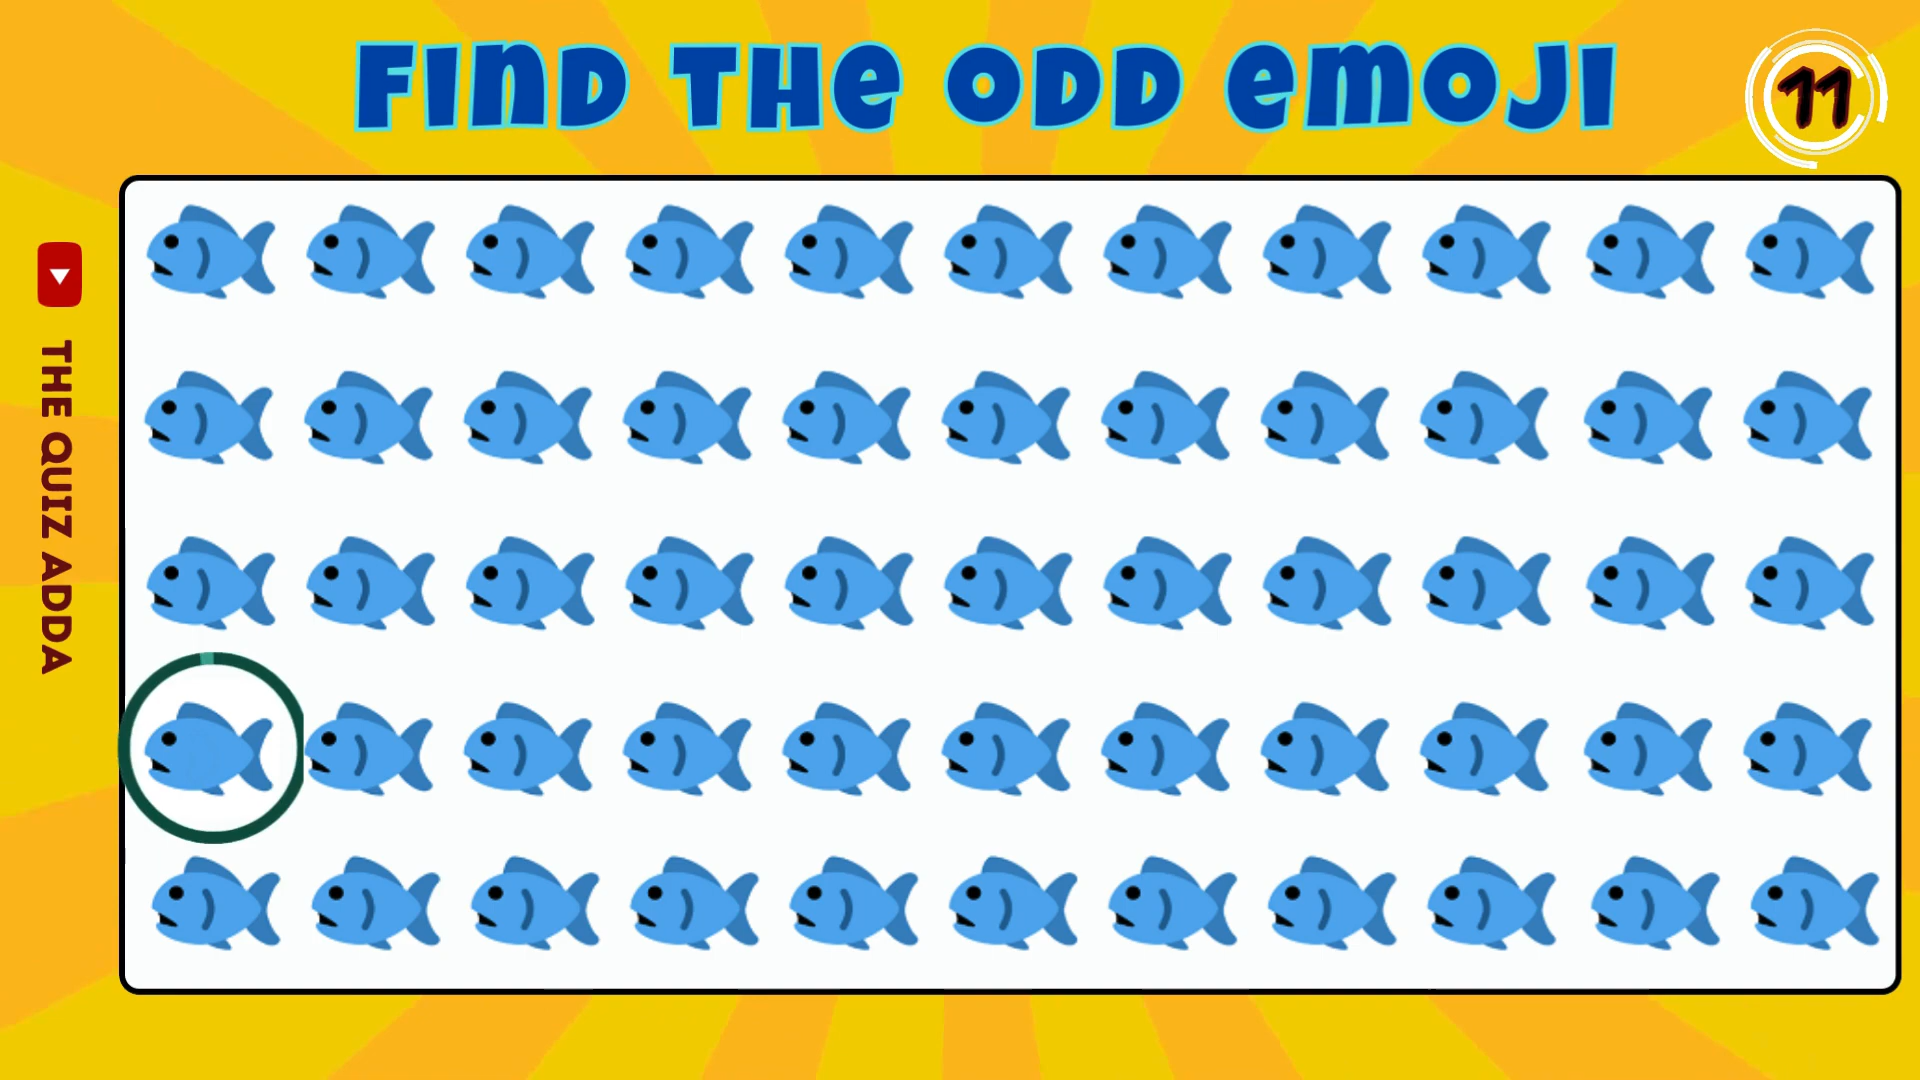 FIND THE ODD EMOJI
11
THE QUIZ ADDA